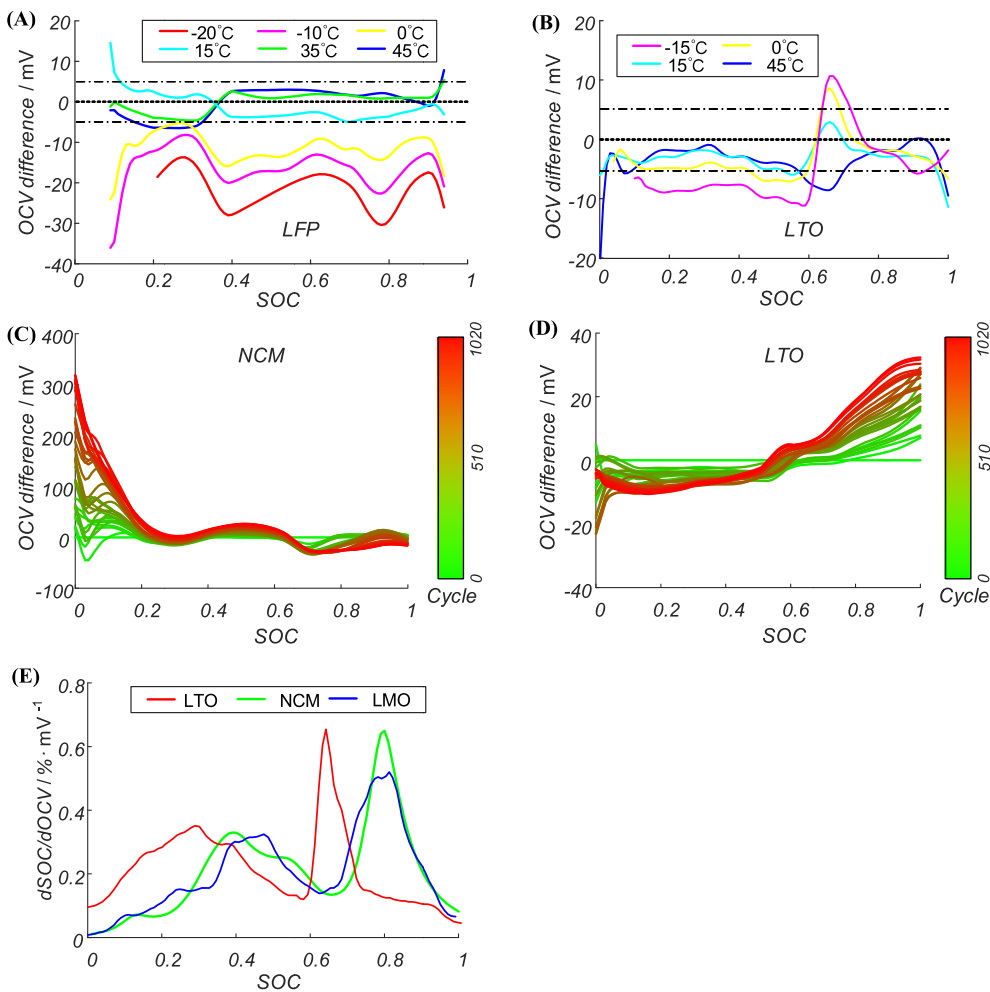 (A)
-20°C -10°C 0°C
15°C 35°C 45°C
OCV difference / mV
20
10
0
-10
-20
-30
-40
LFP
0 0.2 0.4 0.6 0.8 1
SOC
(B)
-15°C 0°C
15°C 45°C
OCV difference / mV
20
10
0
-10
-20
LTO
0 0.2 0.4 0.6 0.8 1
SOC
(C)
NCM
OCV difference / mV
400
300
200
100
0
-100
0 0.2 0.4 0.6 0.8 1
SOC
1020
510
0
Cycle
(D)
LTO
OCV difference / mV
40
20
0
-20
-40
0 0.2 0.4 0.6 0.8 1
SOC
1020
510
0
Cycle
(E)
LTO NCM LMO
dSOC/dOCV / %· mV⁻¹
0.8
0.6
0.4
0.2
0
0 0.2 0.4 0.6 0.8 1
SOC